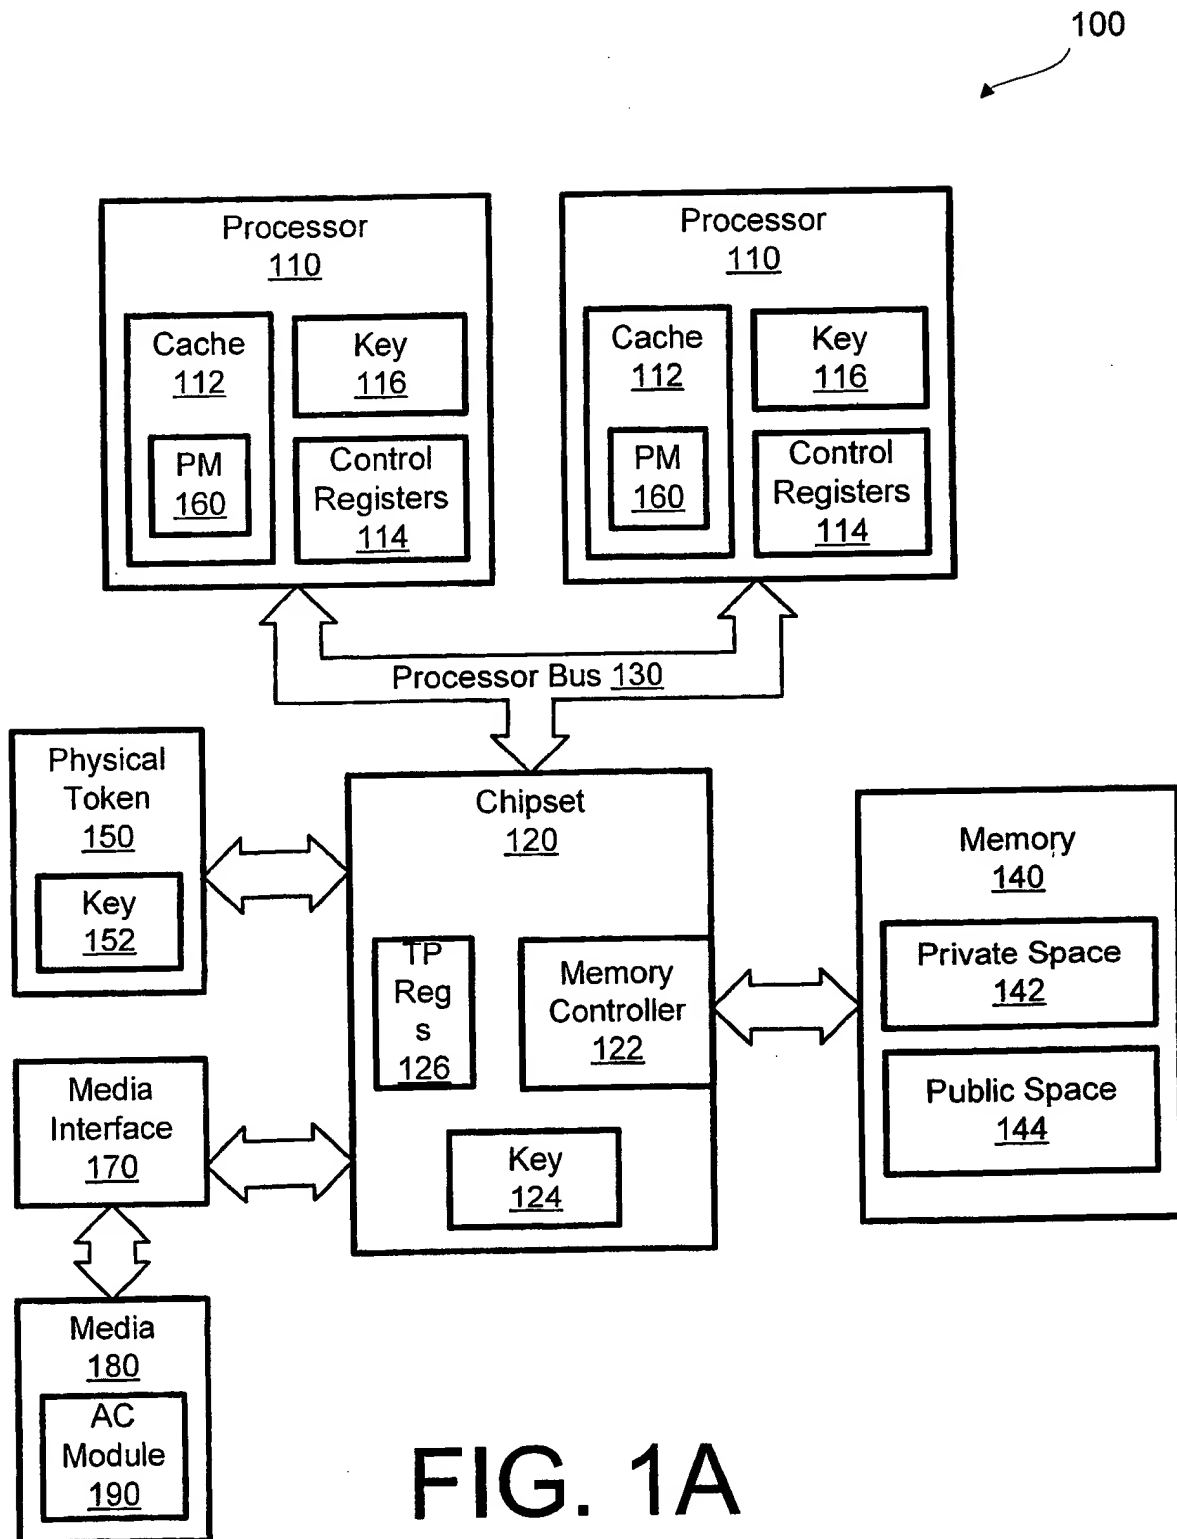 100
Processor
110
Cache
112
PM
160
Key
116
Control
Registers
114
Processor
110
Cache
112
PM
160
Key
116
Control
Registers
114
Processor Bus 130
Physical
Token
150
Key
152
Chipset
120
TP
Reg
s
126
Memory
Controller
122
Key
124
Memory
140
Private Space
142
Public Space
144
Media
Interface
170
Media
180
AC
Module
190
FIG. 1A